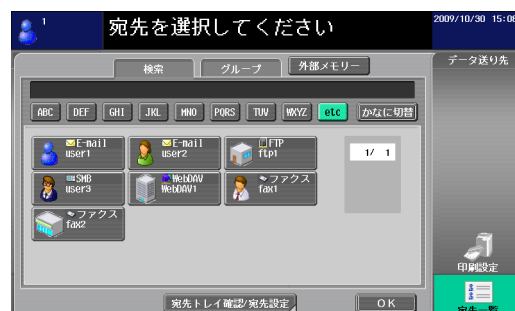 1
宛先を選択してください
2009/10/30 15:08
検索
グループ
外部メモリー
データ送り先
ABC DEF GHI JKL MNO PQRS TUV WXYZ etc かなに切替
E-mail
user1
E-mail
user2
FTP
ftp1
1/ 1
SMB
user3
WebDAV
WebDAV1
ファクス
fax1
ファクス
fax2
印刷設定
宛先トレイ確認/宛先設定
OK
宛先一覧